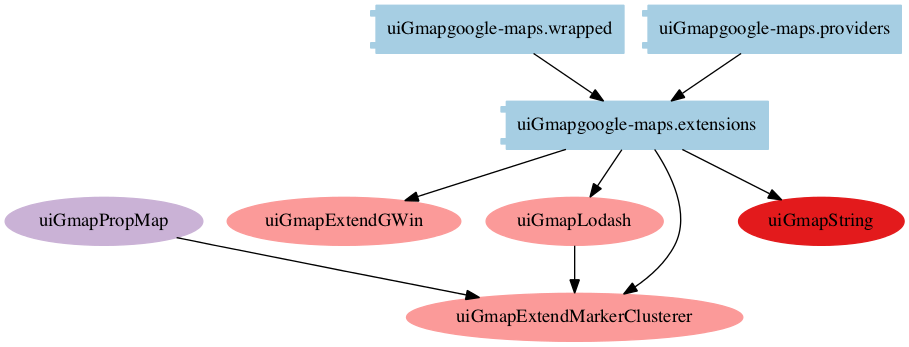 uiGmapgoogle-maps.wrapped
uiGmapgoogle-maps.providers
uiGmapgoogle-maps.extensions
uiGmapPropMap
uiGmapExtendGWin
uiGmapLodash
uiGmapString
uiGmapExtendMarkerClusterer